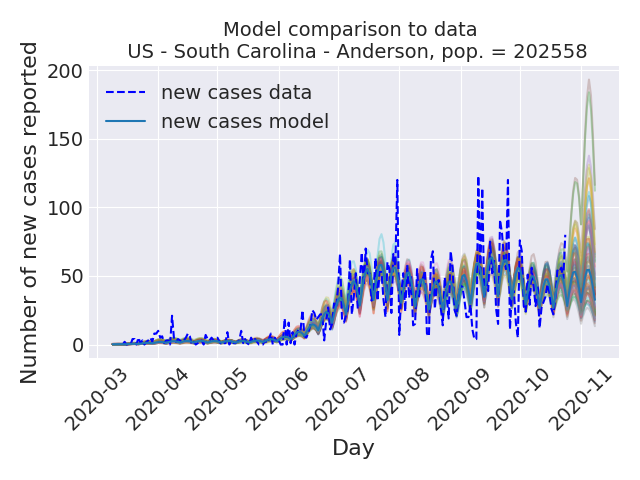 Model comparison to data
US - South Carolina - Anderson, pop. = 202558
Number of new cases reported
200
150
100
50
0
new cases data
new cases model
2020-03
2020-04
2020-05
2020-06
2020-07
2020-08
2020-09
2020-10
2020-11
Day